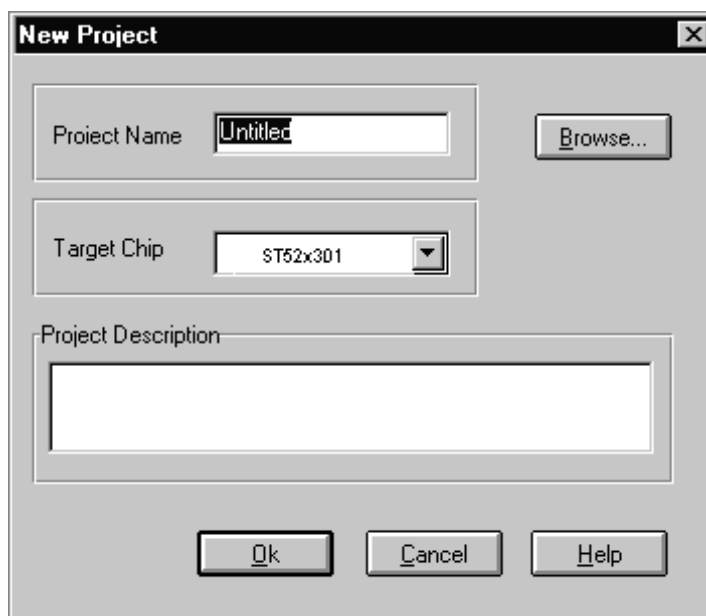 New Project
Project Name
Untitled
Browse...
Target Chip
ST52x301
Project Description
Ok
Cancel
Help